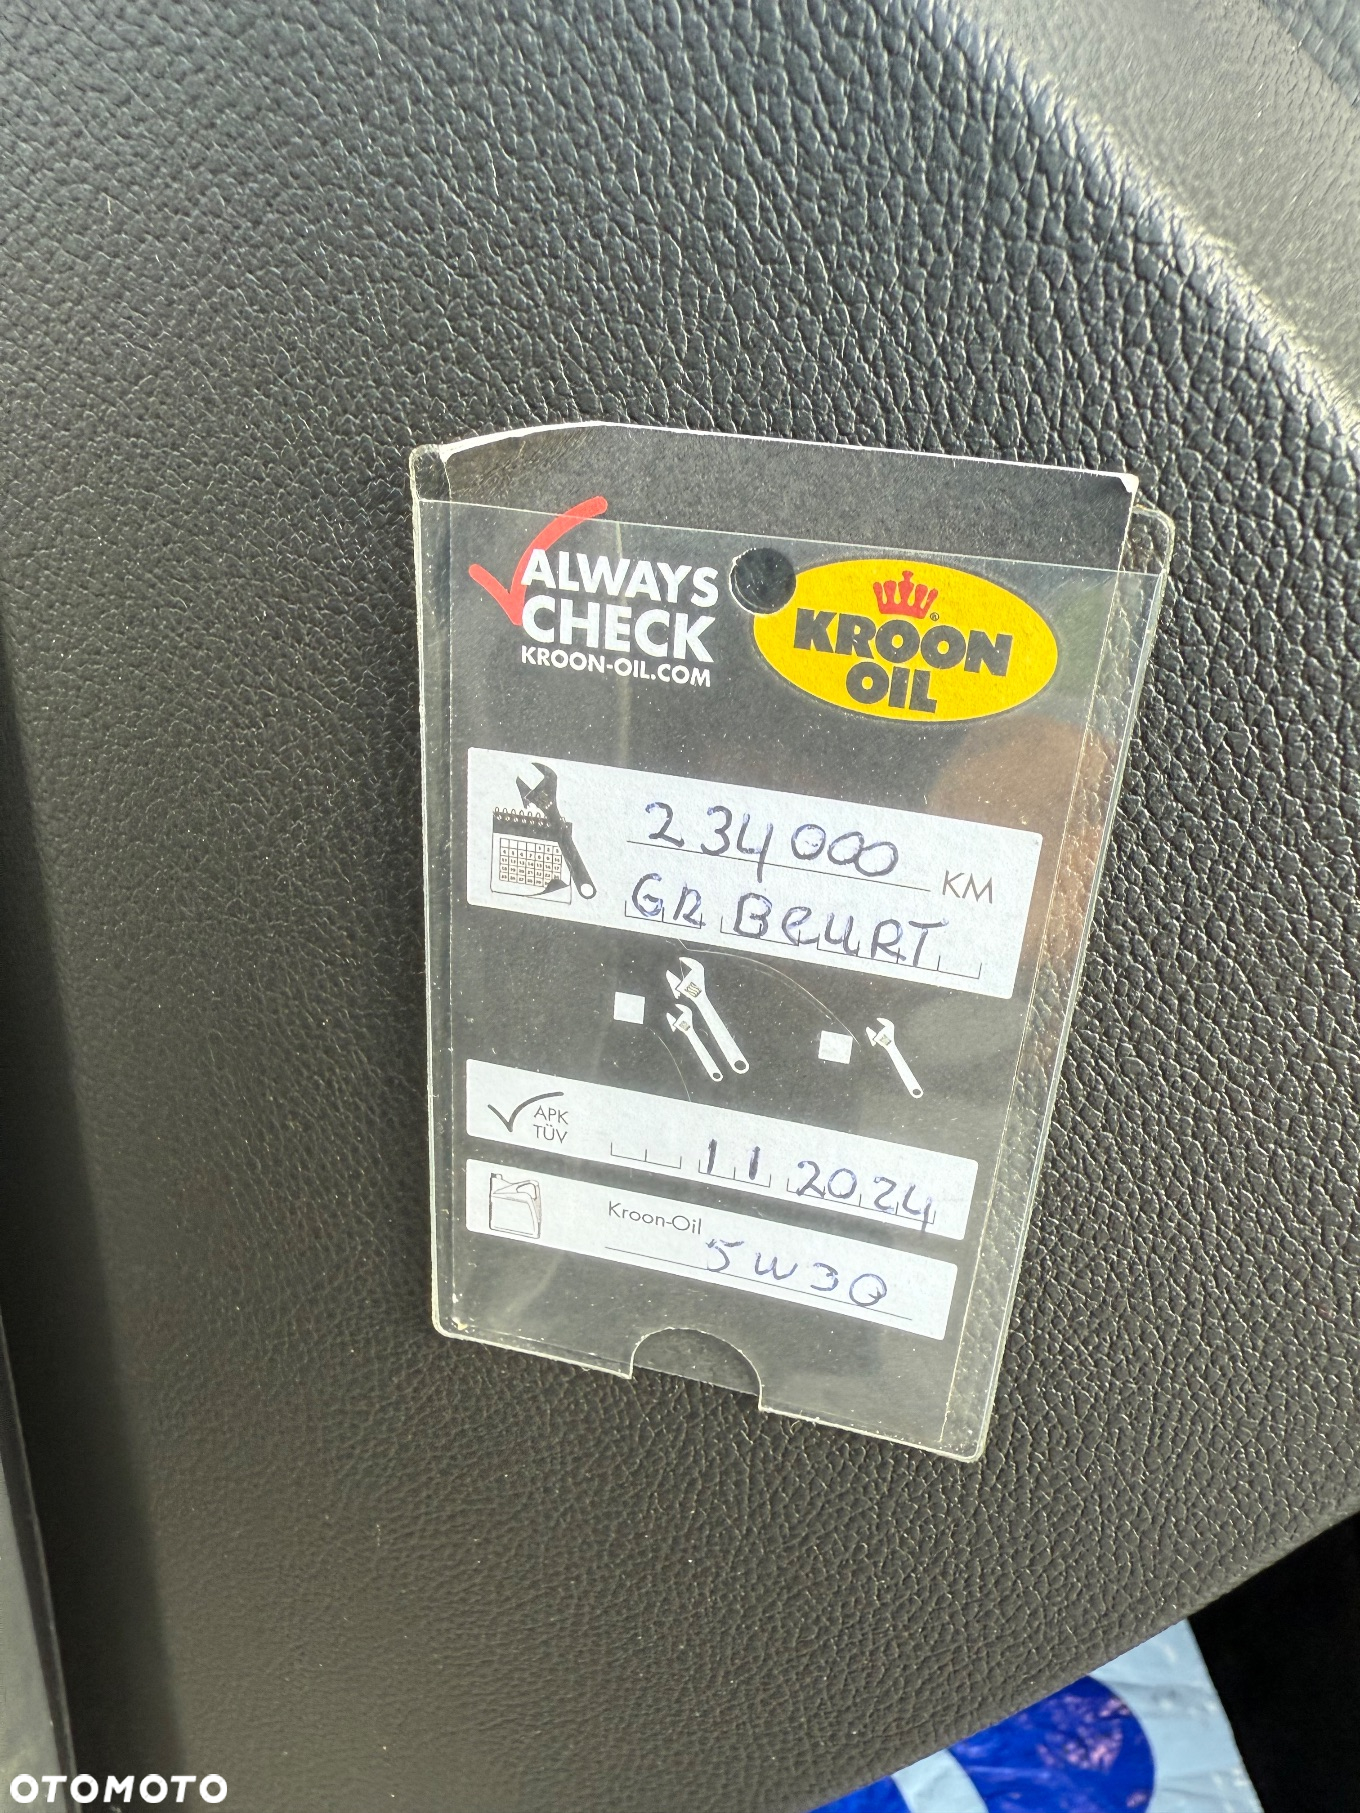 ALWAYS
CHECK
KROON-OIL.COM
KROON
OIL
234000 KM
GR BEURT
APK
TÜV
11 2024
Kroon-Oil
5W30
OTOMOTO